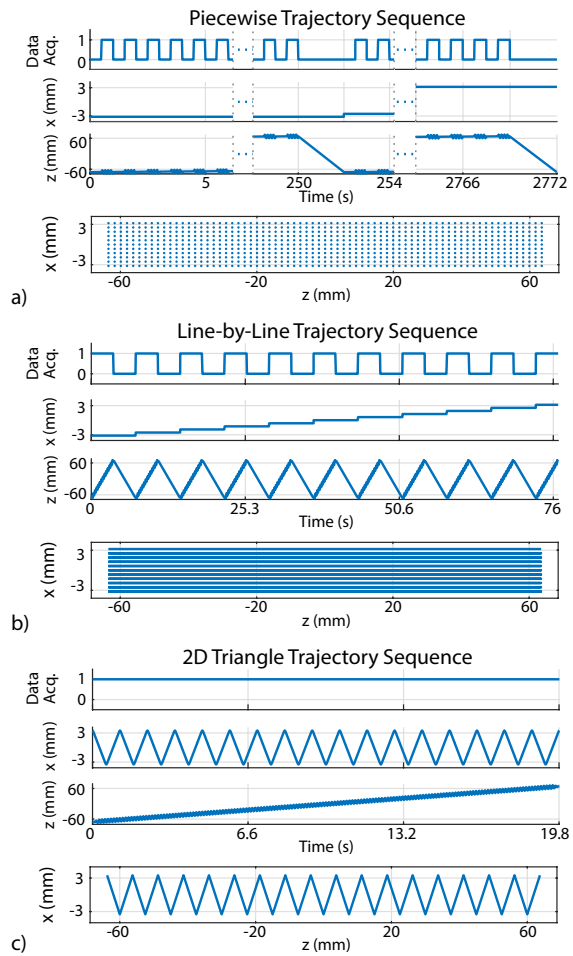 Piecewise Trajectory Sequence
Data Acq.
1
0
x (mm)
3
-3
z (mm)
60
-60
0 5 250 254 2766 2772
Time (s)
x (mm)
3
-3
-60 -20 20 60
z (mm)
a)
Line-by-Line Trajectory Sequence
Data Acq.
1
0
x (mm)
3
-3
z (mm)
60
-60
0 25.3 50.6 76
Time (s)
x (mm)
3
-3
-60 -20 20 60
z (mm)
b)
2D Triangle Trajectory Sequence
Data Acq.
1
0
x (mm)
3
-3
z (mm)
60
-60
0 6.6 13.2 19.8
Time (s)
x (mm)
3
-3
-60 -20 20 60
z (mm)
c)